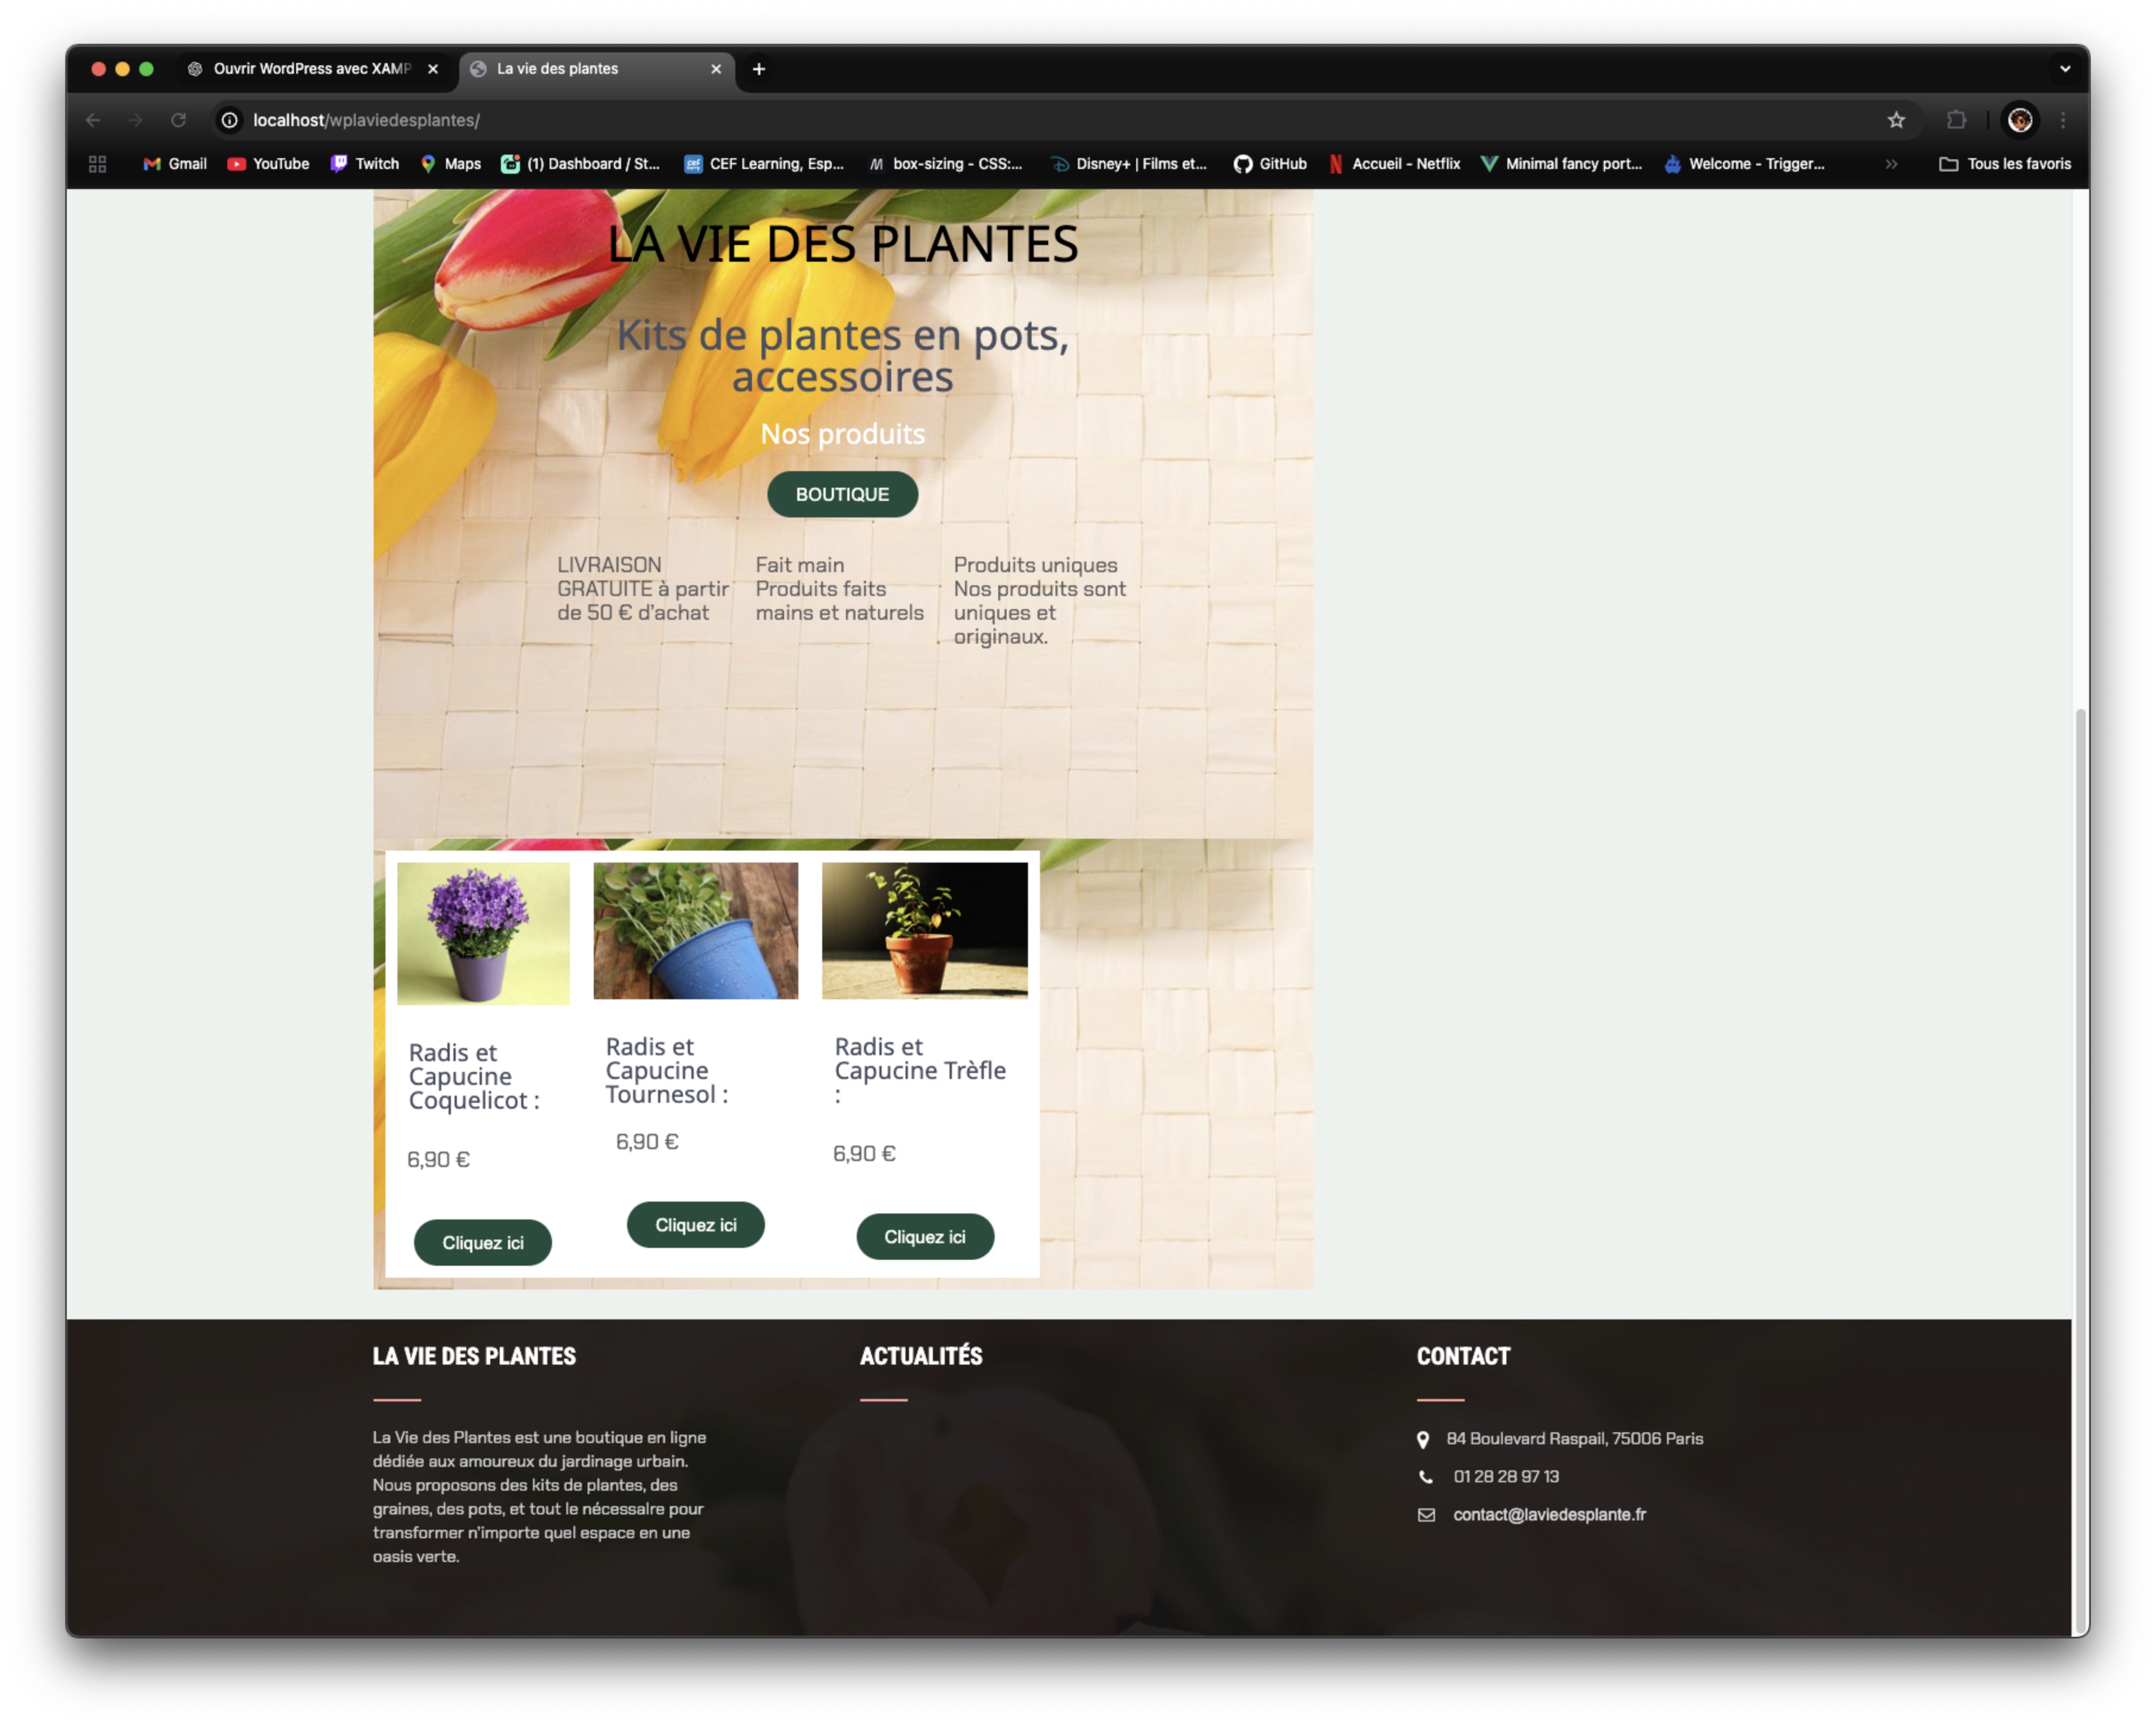 Ouvrir WordPress avec XAMP
La vie des plantes
localhost/wplaviedesplantes/
Gmail
YouTube
Twitch
Maps
(1) Dashboard / St...
CEF Learning, Esp...
box-sizing - CSS:...
Disney+ | Films et...
GitHub
Accueil - Netflix
Minimal fancy port...
Welcome - Trigger...
Tous les favoris
LA VIE DES PLANTES
Kits de plantes en pots,
accessoires
Nos produits
BOUTIQUE
LIVRAISON
GRATUITE à partir
de 50 € d'achat
Fait main
Produits faits
mains et naturels
Produits uniques
Nos produits sont
uniques et
originaux.
Radis et
Capucine
Coquelicot :
6,90 €
Cliquez ici
Radis et
Capucine
Tournesol :
6,90 €
Cliquez ici
Radis et
Capucine Trèfle
:
6,90 €
Cliquez ici
LA VIE DES PLANTES
La Vie des Plantes est une boutique en ligne
dédiée aux amoureux du jardinage urbain.
Nous proposons des kits de plantes, des
graines, des pots, et tout le nécessaIre pour
transformer n'importe quel espace en une
oasis verte.
ACTUALITÉS
CONTACT
84 Boulevard Raspail, 75006 Paris
01 28 28 97 13
contact@laviedesplante.fr